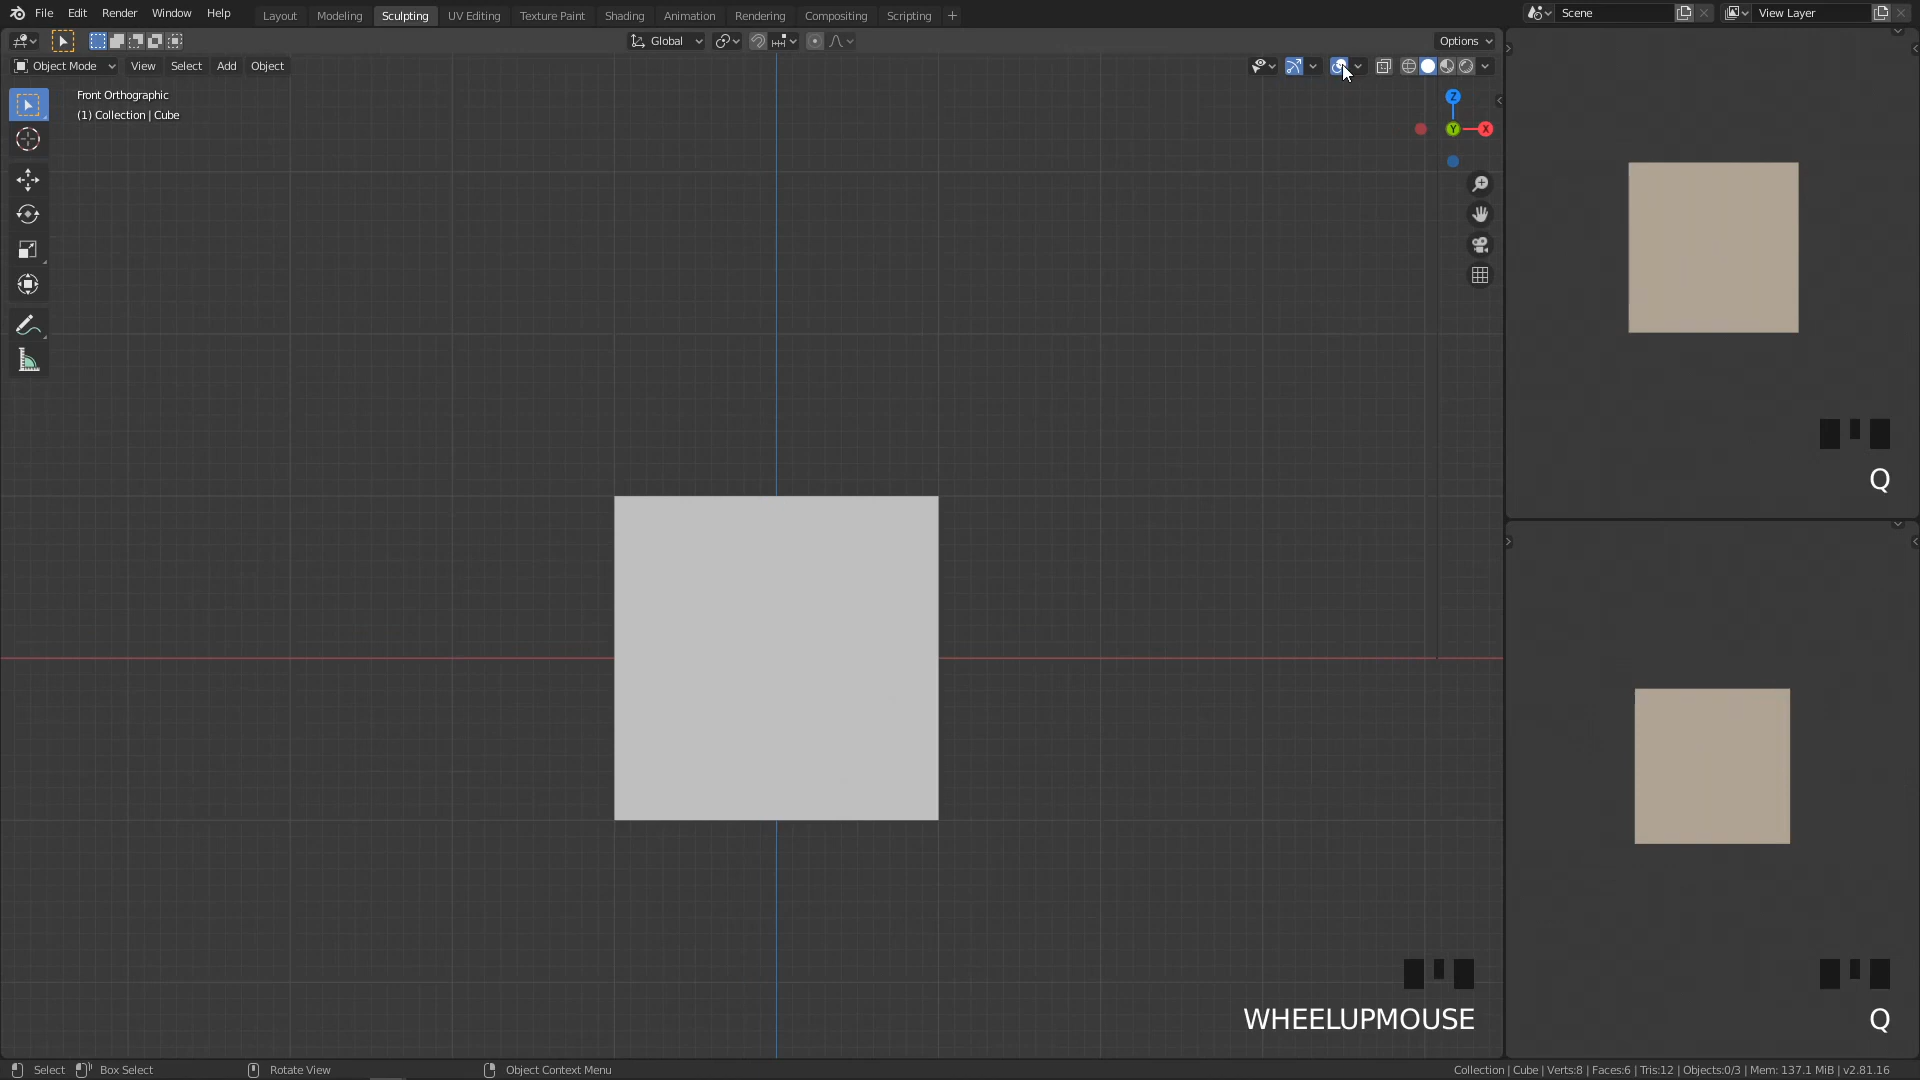 File Edit Render Window Help Layout Modeling Sculpting UV Editing Texture Paint Shading Animation Rendering Compositing Scripting + Scene View Layer
Global Options
Object Mode View Select Add Object
Front Orthographic
(1) Collection | Cube
Z
Y X
Q
WHEELUPMOUSE
Q
Select Box Select Rotate View Object Context Menu Collection | Cube | Verts:8 | Faces:6 | Tris:12 | Objects:0/3 | Mem: 137.1 MiB | v2.81.16